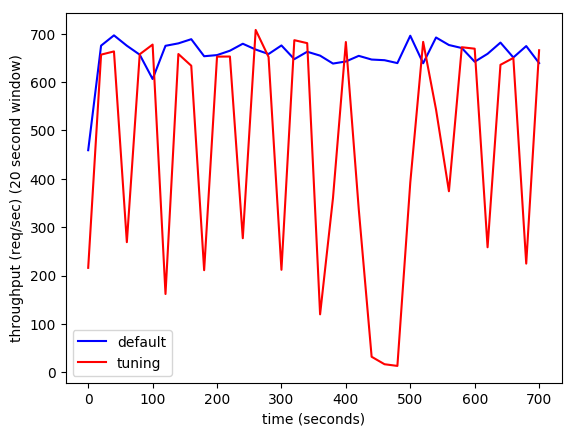 throughput (req/sec) (20 second window)
700
600
500
400
300
200
100
0
default
tuning
0 100 200 300 400 500 600 700
time (seconds)